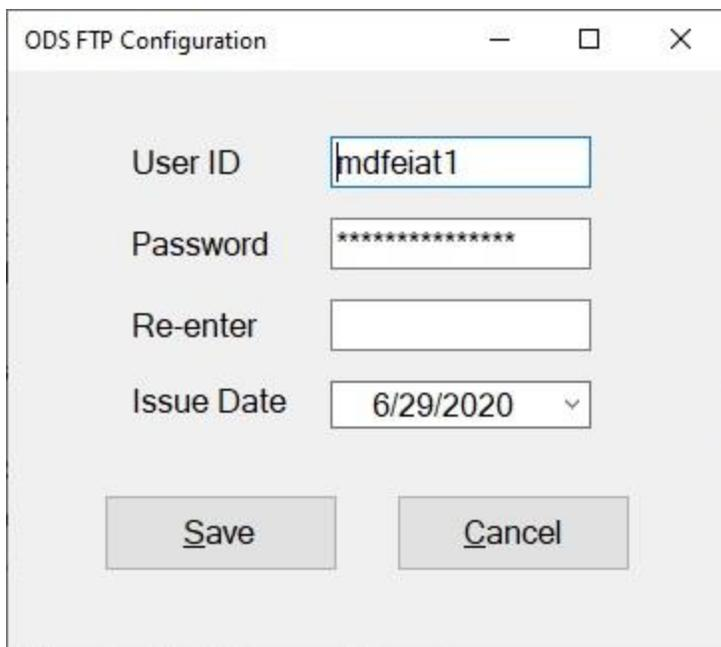 ODS FTP Configuration
User ID mdfeiat1
Password ***************
Re-enter
Issue Date 6/29/2020
Save Cancel